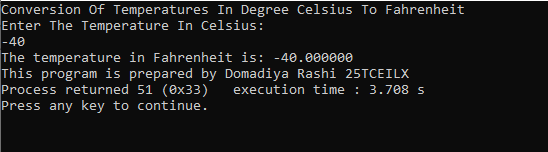 Conversion Of Temperatures In Degree Celsius To Fahrenheit
Enter The Temperature In Celsius:
-40
The temperature in Fahrenheit is: -40.000000
This program is prepared by Domadiya Rashi 25TCEILX
Process returned 51 (0x33)   execution time : 3.708 s
Press any key to continue.